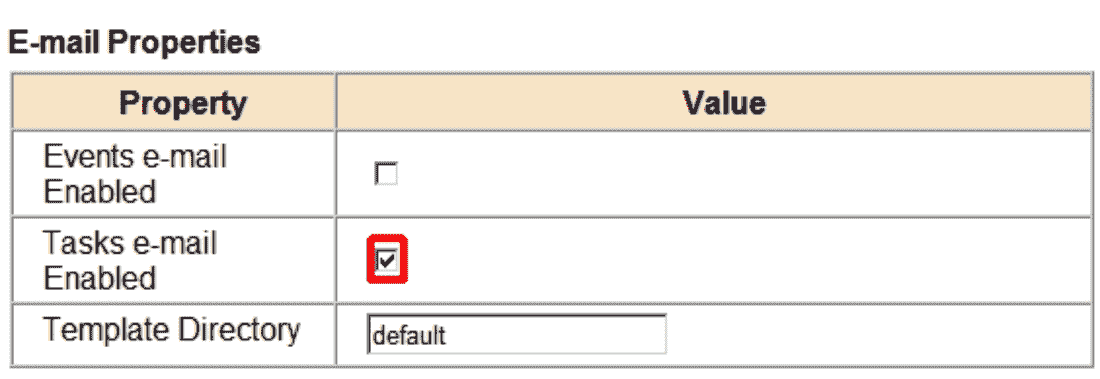 E-mail Properties
Property Value
Events e-mail
Enabled
Tasks e-mail
Enabled
Template Directory default